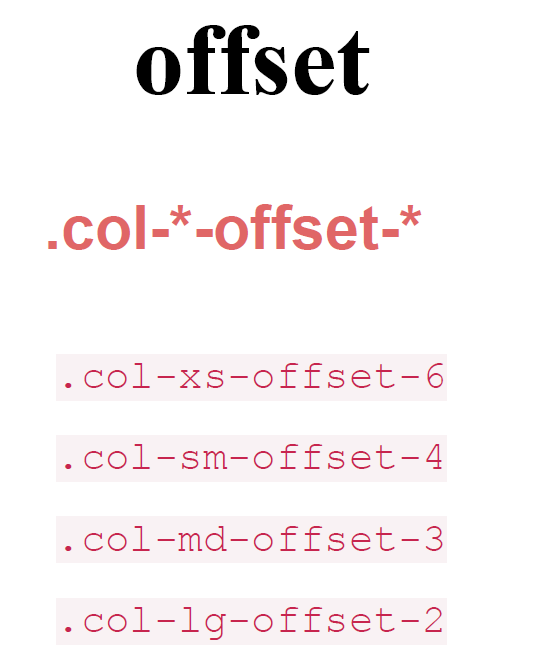 offset
.col-*-offset-*
.col-xs-offset-6
.col-sm-offset-4
.col-md-offset-3
.col-lg-offset-2